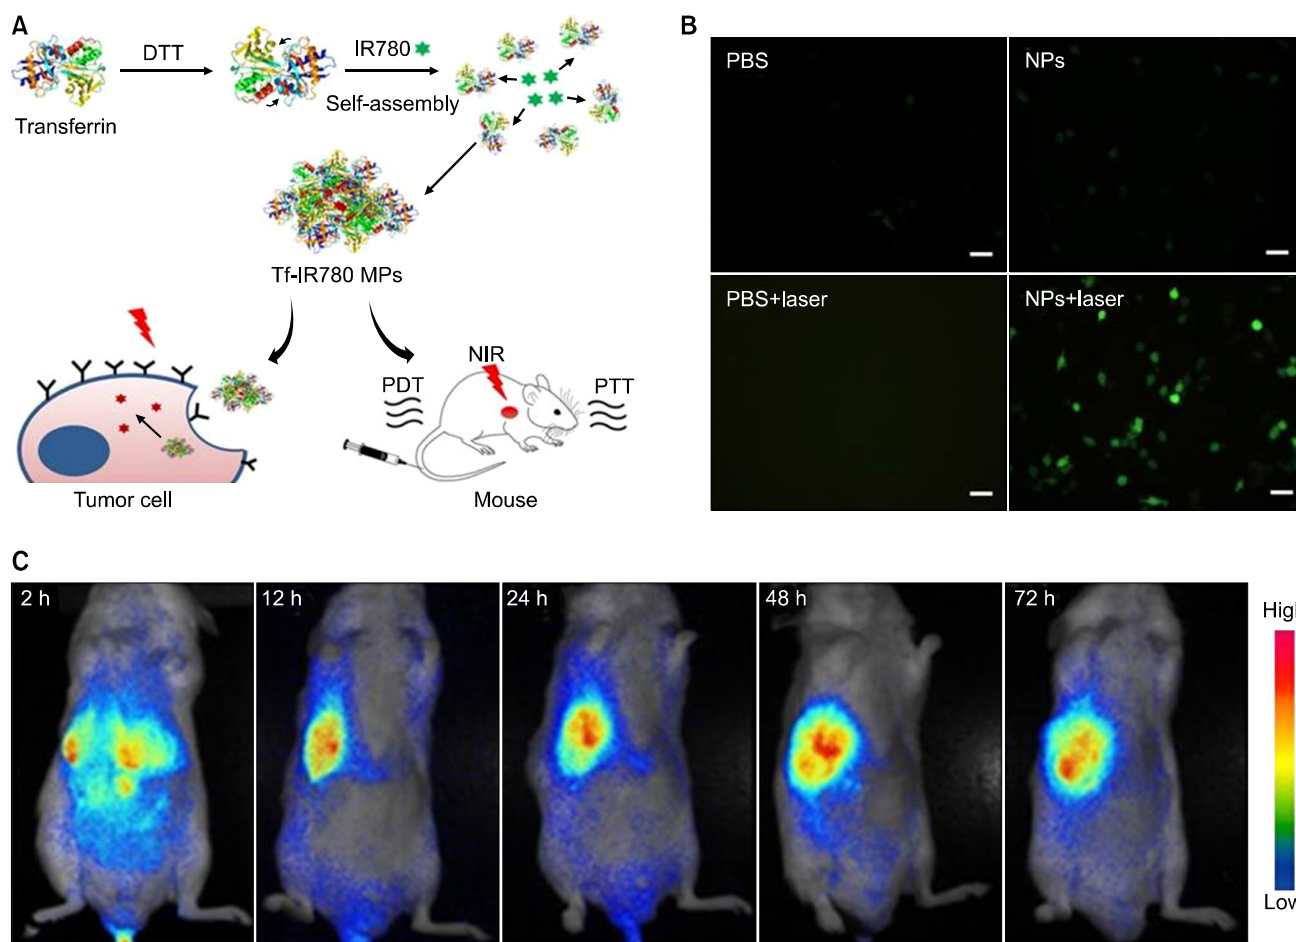 A
DTT
IR780
Self-assembly
Transferrin
Tf-IR780 MPs
NIR
PDT
PTT
Tumor cell
Mouse
B
PBS
NPs
PBS+laser
NPs+laser
C
2 h
12 h
24 h
48 h
72 h
High
Low